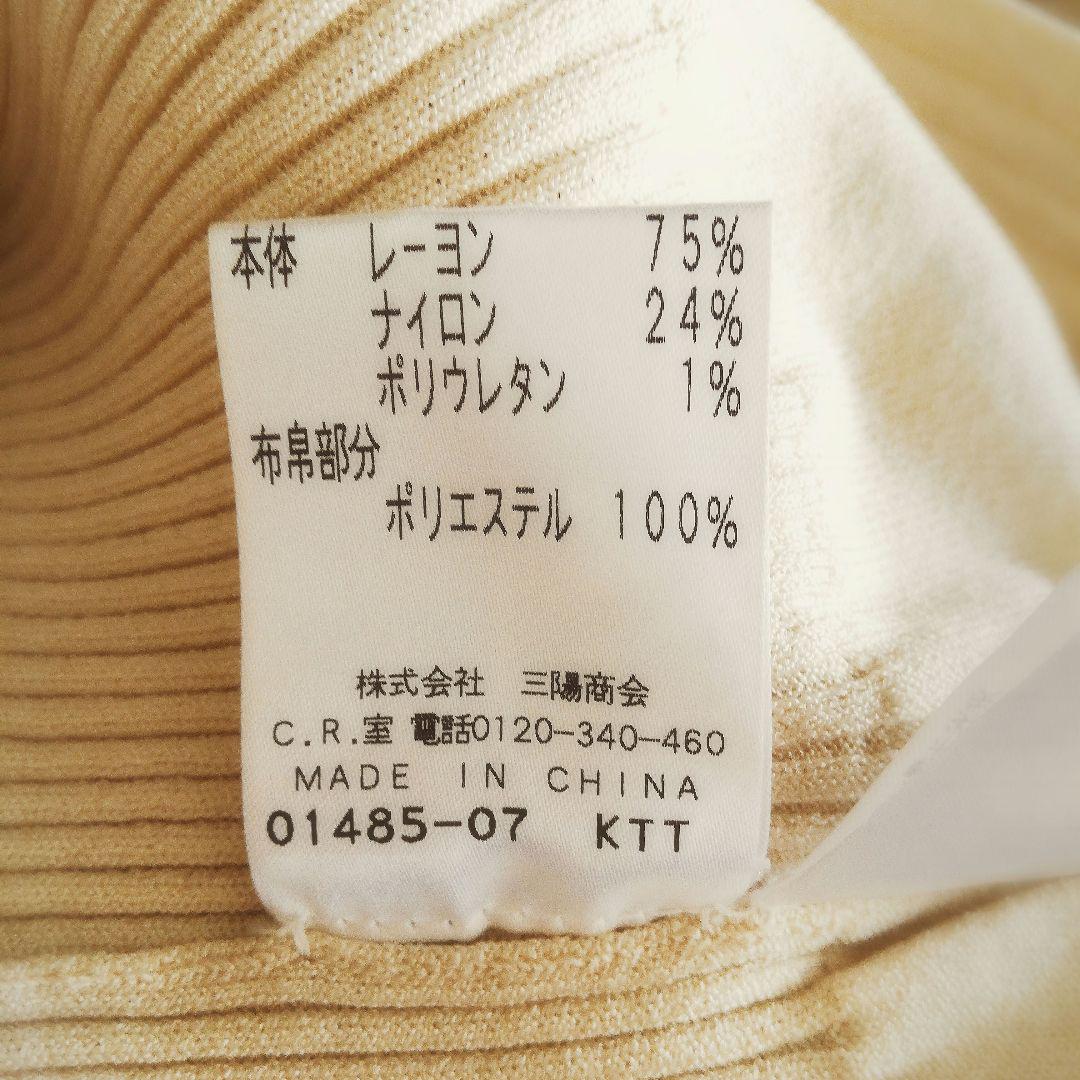 本体 レーヨン 75%
ナイロン 24%
ポリウレタン 1%
布帛部分
ポリエステル 100%
株式会社 三陽商会
C.R.室 電話0120-340-460
MADE IN CHINA
01485-07 KTT